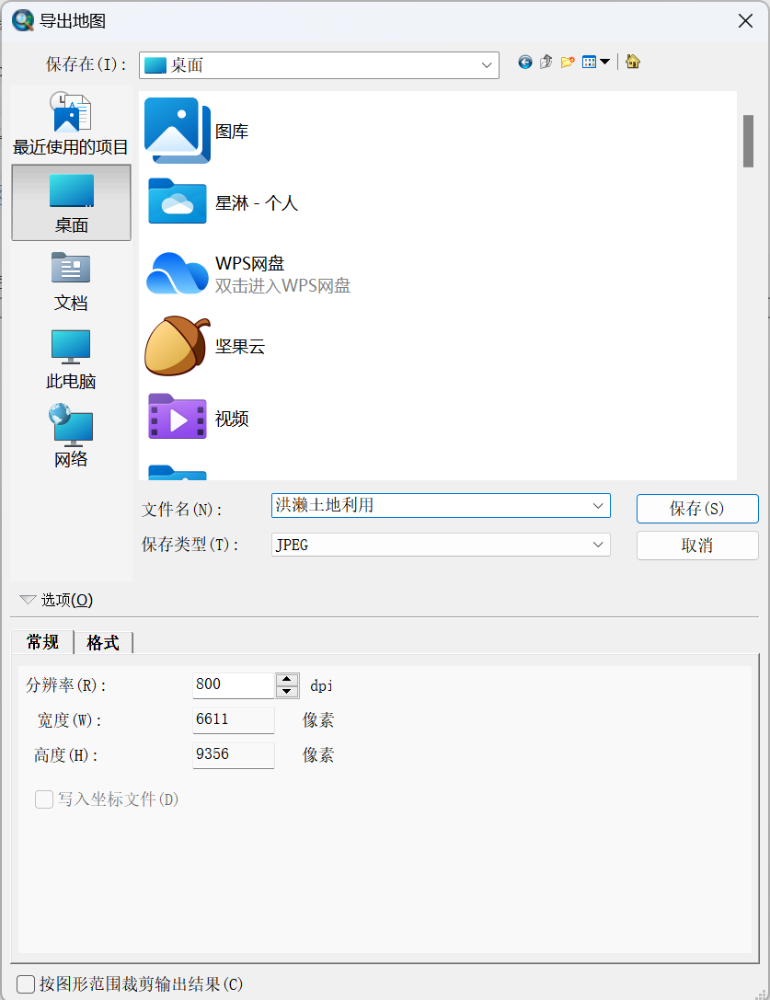 导出地图
保存在(I):
桌面
最近使用的项目
桌面
文档
此电脑
网络
图库
星淋 - 个人
WPS网盘
双击进入WPS网盘
坚果云
视频
文件名(N):
洪濑土地利用
保存(S)
保存类型(T):
JPEG
取消
选项(O)
常规
格式
分辨率(R):
800
dpi
宽度(W):
6611
像素
高度(H):
9356
像素
写入坐标文件(D)
按图形范围裁剪输出结果(C)